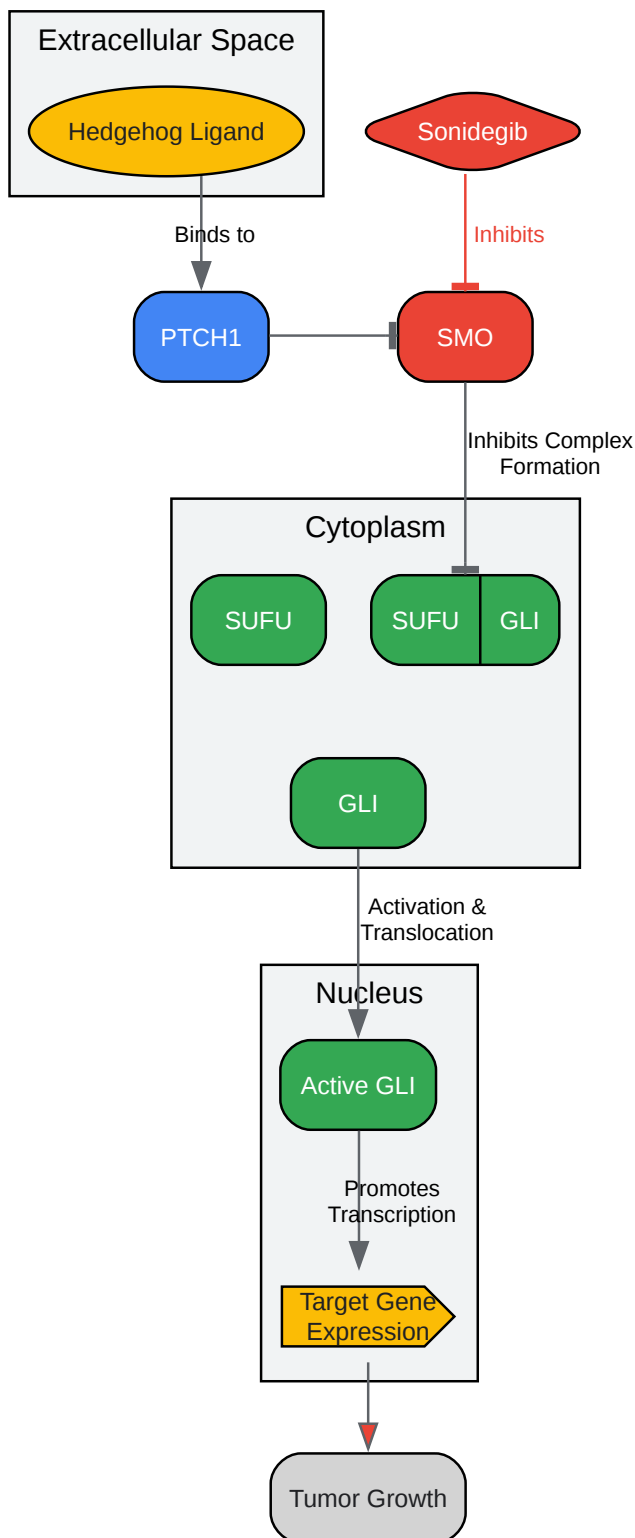 Extracellular Space
Hedgehog Ligand
Sonidegib
Binds to
Inhibits
PTCH1
SMO
Inhibits Complex
Formation
Cytoplasm
SUFU
SUFU
GLI
GLI
Activation &
Translocation
Nucleus
Active GLI
Promotes
Transcription
Target Gene
Expression
Tumor Growth